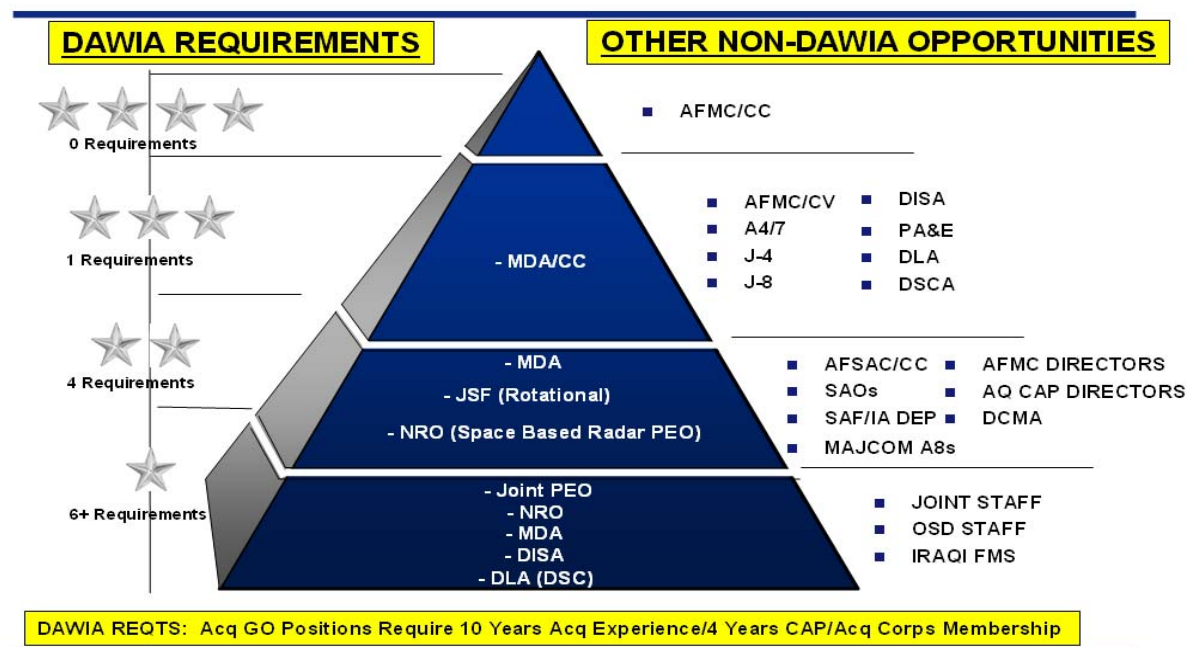 DAWIA REQUIREMENTS
OTHER NON-DAWIA OPPORTUNITIES
0 Requirements
▪ AFMC/CC
1 Requirements
- MDA/CC
▪ AFMC/CV
▪ A4/7
▪ J-4
▪ J-8
▪ DISA
▪ PA&E
▪ DLA
▪ DSCA
4 Requirements
- MDA
- JSF (Rotational)
- NRO (Space Based Radar PEO)
▪ AFSAC/CC
▪ SAOs
▪ SAF/IA DEP
▪ MAJCOM A8s
▪ AFMC DIRECTORS
▪ AQ CAP DIRECTORS
▪ DCMA
6+ Requirements
- Joint PEO
- NRO
- MDA
- DISA
- DLA (DSC)
▪ JOINT STAFF
▪ OSD STAFF
▪ IRAQI FMS
DAWIA REQTS: Acq GO Positions Require 10 Years Acq Experience/4 Years CAP/Acq Corps Membership